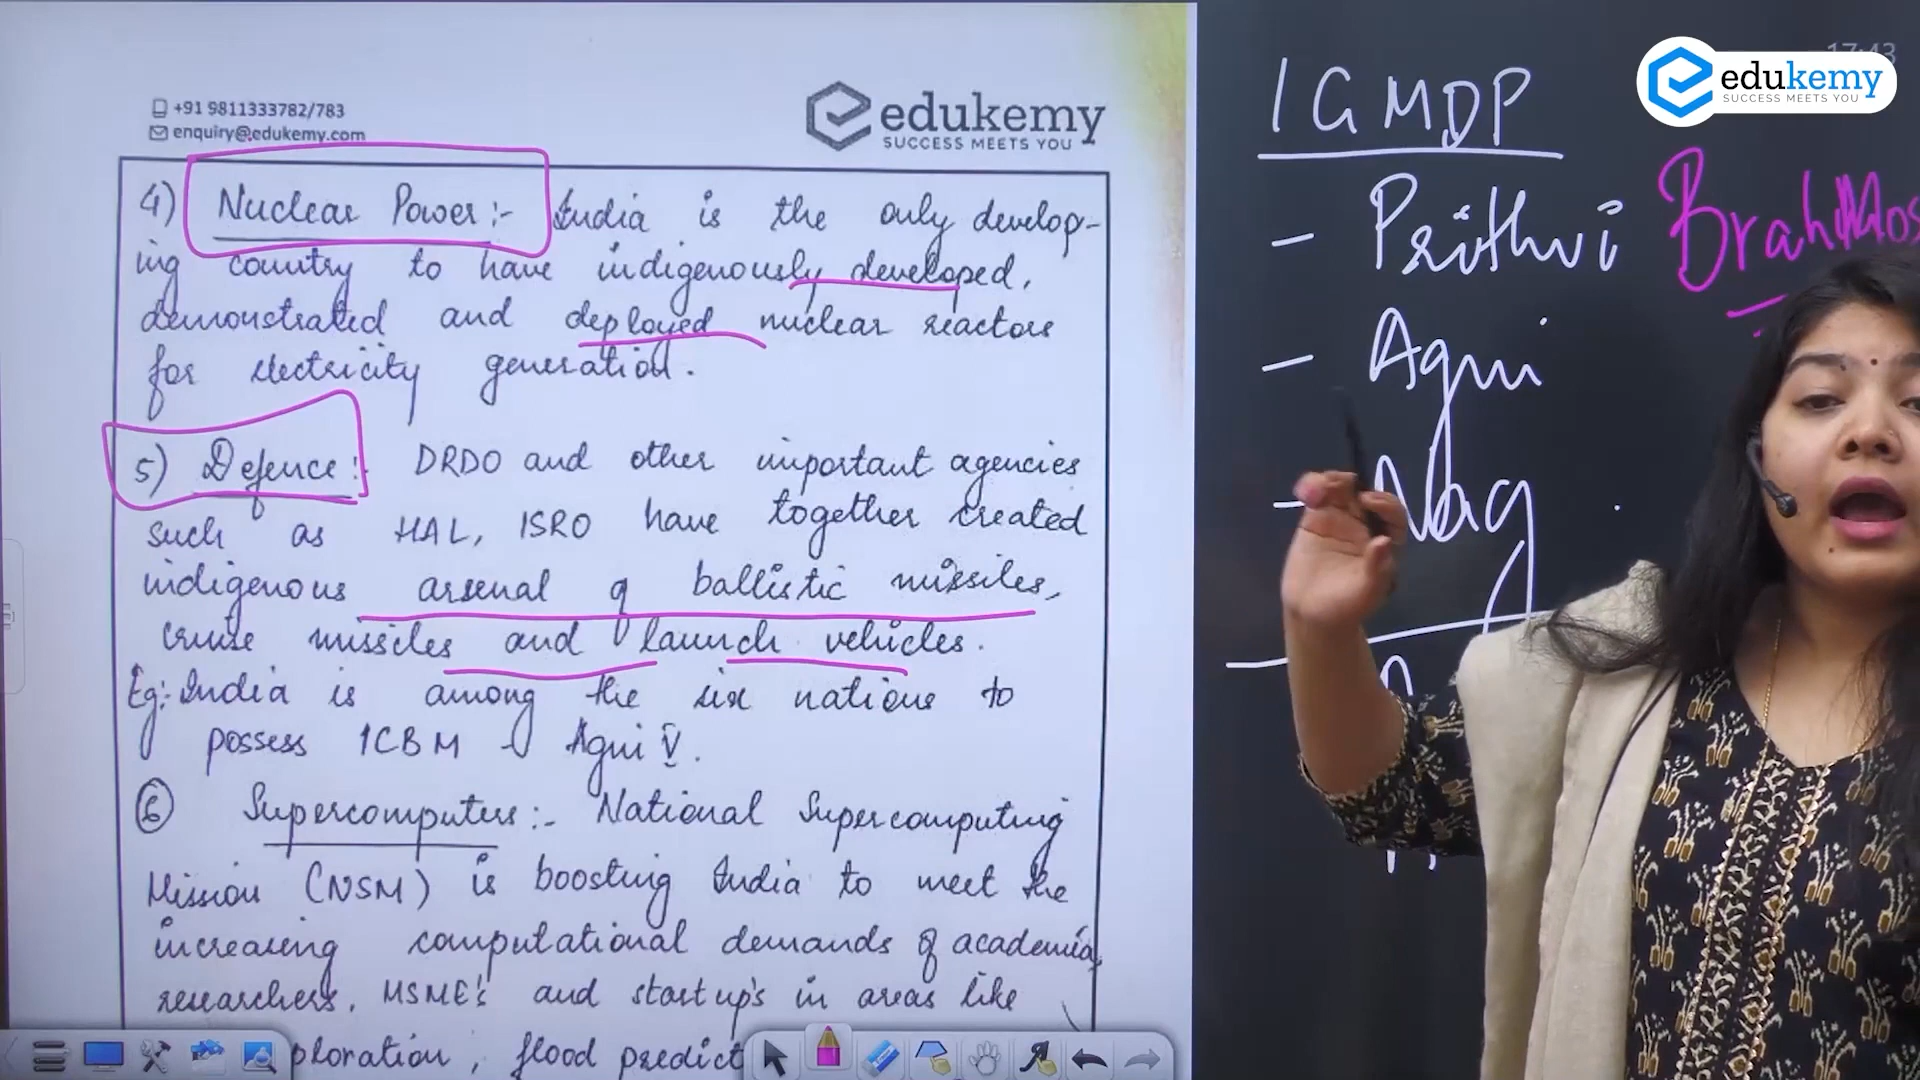 +91 9811333782/783
enquiry@edukemy.com
edukemy
SUCCESS MEETS YOU
4) Nuclear Power :- India is the only develop-
ing country to have indigenously developed,
demonstrated and deployed nuclear reactors
for electricity generation.
5) Defence :- DRDO and other important agencies
such as HAL, ISRO have together created
indigenous arsenal of ballistic missiles,
cruise missiles and launch vehicles.
Eg: India is among the six nations to
possess ICBM - Agni V.
6 Supercomputers :- National Supercomputing
Mission (NSM) is boosting India to meet the
increasing computational demands of academia,
researchers, MSME's and startup's in areas like
ploration, flood predict
IGMDP
- Prithvi
BrahMos
- Agni
- Nag
17:43
edukemy
SUCCESS MEETS YOU